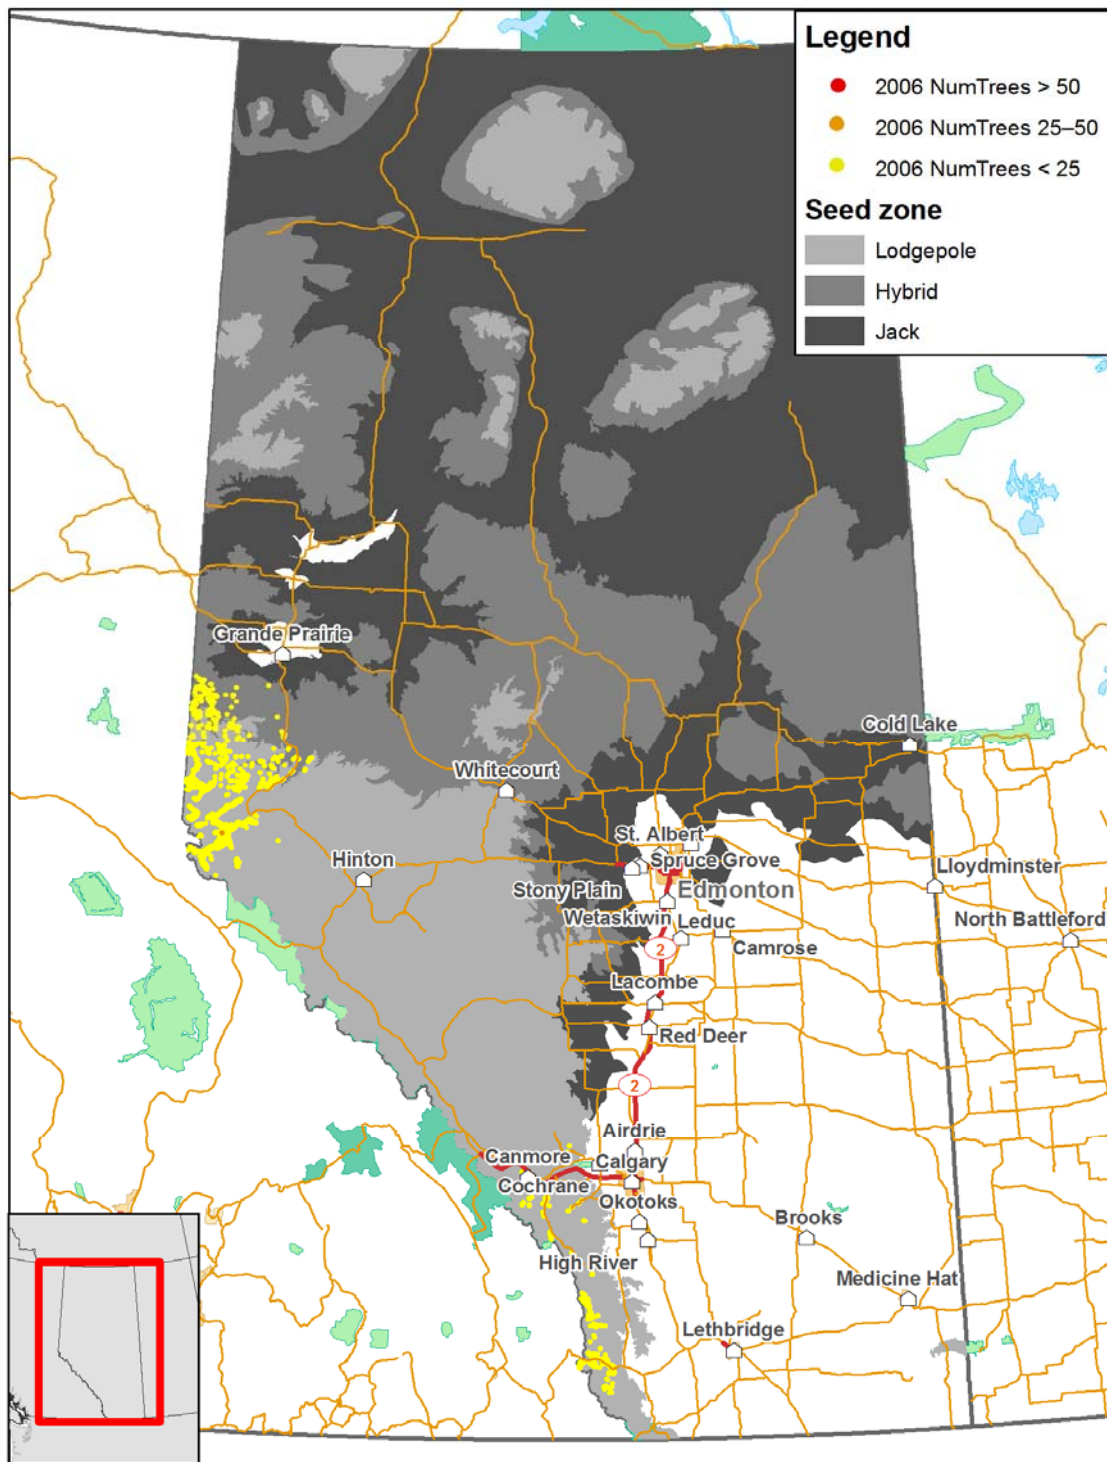 Legend
2006 NumTrees > 50
2006 NumTrees 25–50
2006 NumTrees < 25
Seed zone
Lodgepole
Hybrid
Jack
Grande Prairie
Cold Lake
Whitecourt
St. Albert
Spruce Grove
Hinton
Lloydminster
Stony Plain
Edmonton
Wetaskiwin
Leduc
North Battleford
Camrose
2
Lacombe
Red Deer
2
Airdrie
Canmore
Calgary
Cochrane
Okotoks
Brooks
High River
Medicine Hat
Lethbridge